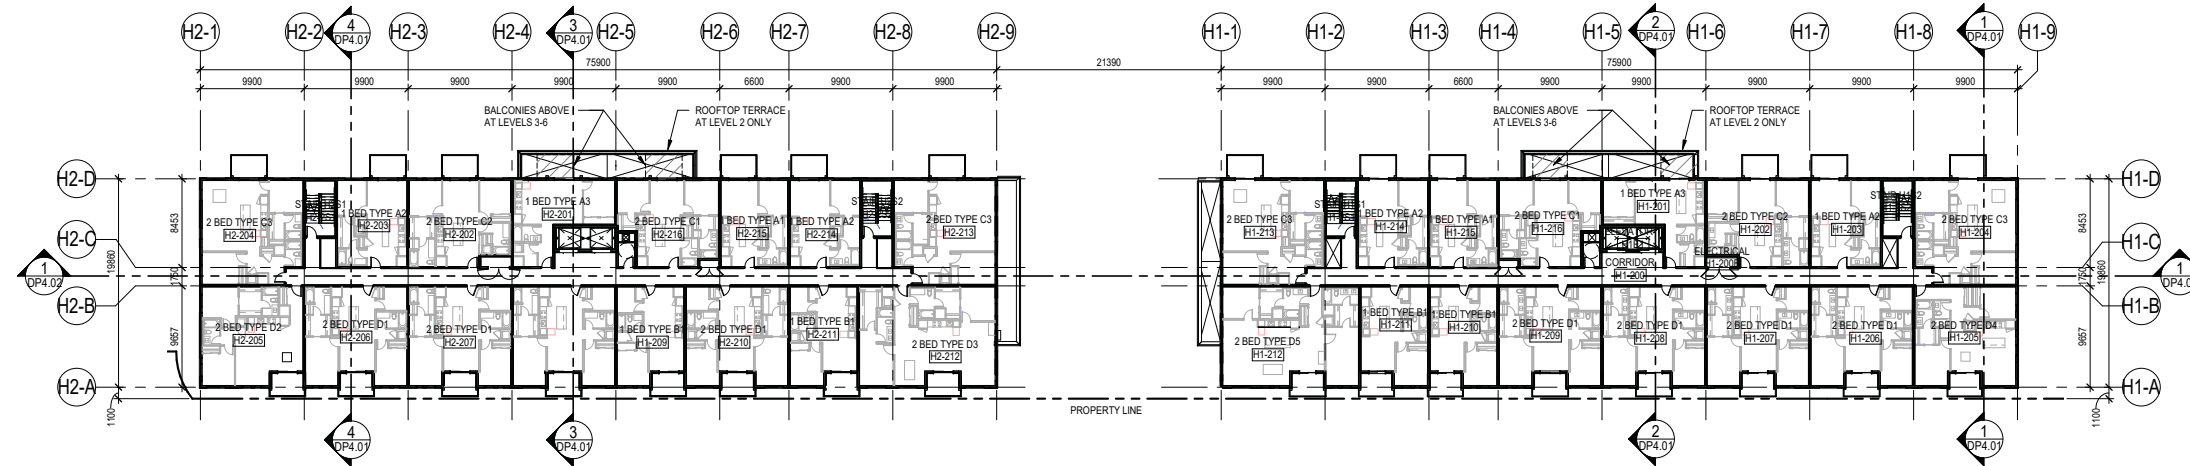 H2-1
H2-2
4
DP4.01
H2-3
H2-4
3
DP4.01
H2-5
H2-6
H2-7
H2-8
H2-9
H1-1
H1-2
H1-3
H1-4
H1-5
2
DP4.01
H1-6
H1-7
H1-8
1
DP4.01
H1-9
75900
21390
75900
9900
9900
9900
9900
9900
6600
9900
9900
9900
9900
6600
9900
9900
9900
9900
9900
BALCONIES ABOVE
AT LEVELS 3-6
ROOFTOP TERRACE
AT LEVEL 2 ONLY
BALCONIES ABOVE
AT LEVELS 3-6
ROOFTOP TERRACE
AT LEVEL 2 ONLY
H2-D
H2-C
H2-B
H2-A
1
DP4.02
8453
19860
1750
9657
1100
2 BED TYPE C3
H2-204
1 BED TYPE A2
H2-203
2 BED TYPE C2
H2-202
1 BED TYPE A3
H2-201
2 BED TYPE C1
H2-216
1 BED TYPE A1
H2-215
1 BED TYPE A2
H2-214
2 BED TYPE C3
H2-213
2 BED TYPE D2
H2-205
2 BED TYPE D1
H2-206
2 BED TYPE D1
H2-207
1 BED TYPE B1
H1-209
2 BED TYPE D1
H2-210
1 BED TYPE B1
H2-211
2 BED TYPE D3
H2-212
2 BED TYPE C3
H1-213
1 BED TYPE A2
H1-214
1 BED TYPE A1
H1-215
2 BED TYPE C1
H1-216
1 BED TYPE A3
H1-201
2 BED TYPE C2
H1-202
1 BED TYPE A2
H1-203
2 BED TYPE C3
H1-204
ELECTRICAL
CORRIDOR
H1-200
2 BED TYPE D5
H1-212
1 BED TYPE B1
H1-211
1 BED TYPE B1
H1-210
2 BED TYPE D1
H1-209
2 BED TYPE D1
H1-208
2 BED TYPE D1
H1-207
2 BED TYPE D1
H1-206
2 BED TYPE D4
H1-205
8453
1750
19860
9657
1100
H1-D
H1-C
H1-B
H1-A
1
PROPERTY LINE
4
DP4.01
3
DP4.01
2
DP4.01
1
DP4.01